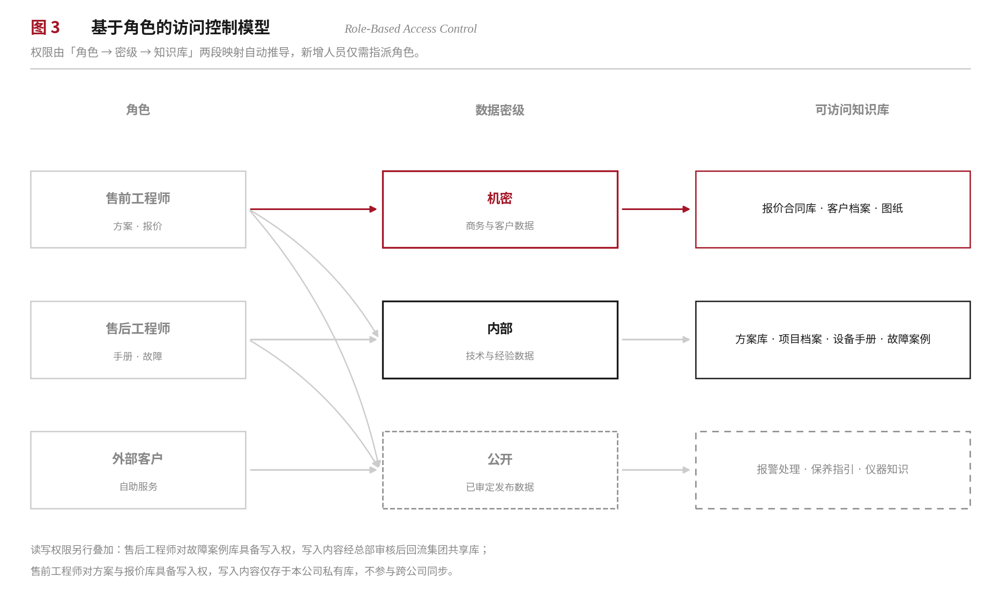 图 3 基于角色的访问控制模型 Role-Based Access Control
权限由「角色 → 密级 → 知识库」两段映射自动推导，新增人员仅需指派角色。
角色 数据密级 可访问知识库
售前工程师
方案 · 报价
机密
商务与客户数据
报价合同库 · 客户档案 · 图纸
售后工程师
手册 · 故障
内部
技术与经验数据
方案库 · 项目档案 · 设备手册 · 故障案例
外部客户
自助服务
公开
已审定发布数据
报警处理 · 保养指引 · 仪器知识
读写权限另行叠加：售后工程师对故障案例库具备写入权，写入内容经总部审核后回流集团共享库；
售前工程师对方案与报价库具备写入权，写入内容仅存于本公司私有库，不参与跨公司同步。